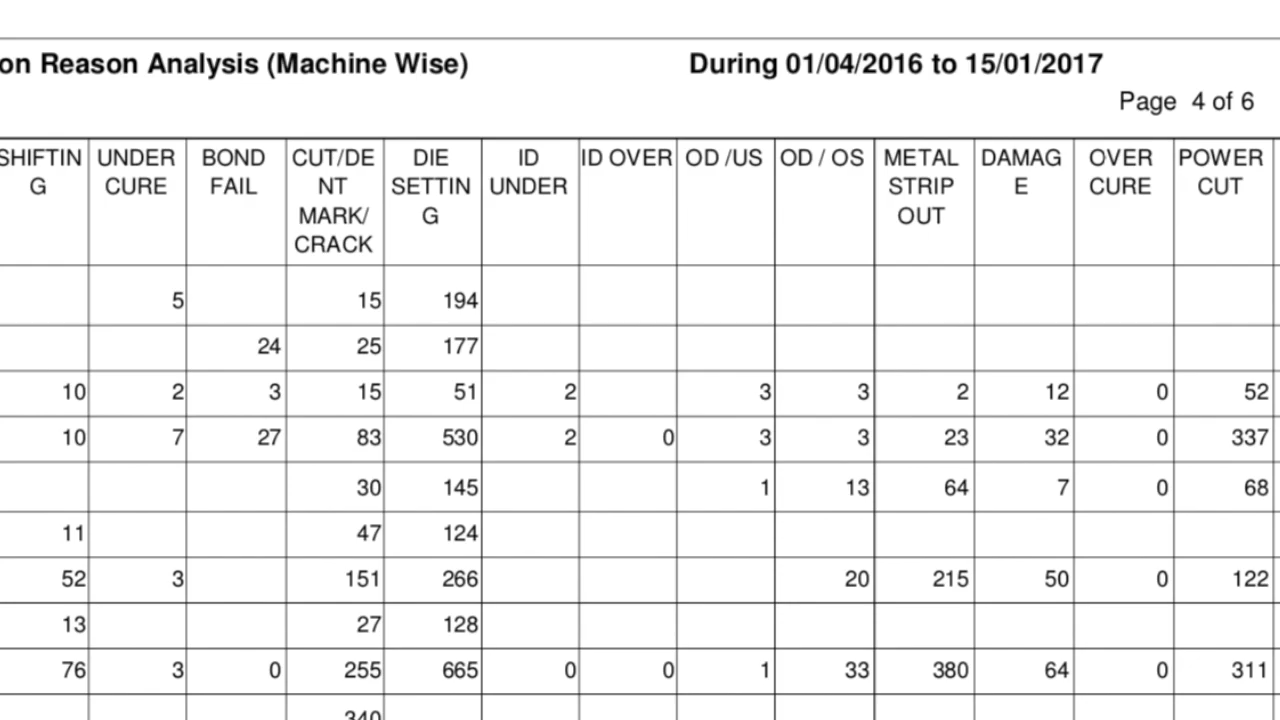 on Reason Analysis (Machine Wise) During 01/04/2016 to 15/01/2017
Page 4 of 6
SHIFTIN UNDER BOND CUT/DE DIE ID ID OVER OD /US OD / OS METAL DAMAG OVER POWER
G CURE FAIL NT SETTIN UNDER STRIP E CURE CUT
MARK/ G OUT
CRACK
5 15 194
24 25 177
10 2 3 15 51 2 3 3 2 12 0 52
10 7 27 83 530 2 0 3 3 23 32 0 337
30 145 1 13 64 7 0 68
11 47 124
52 3 151 266 20 215 50 0 122
13 27 128
76 3 0 255 665 0 0 1 33 380 64 0 311
340